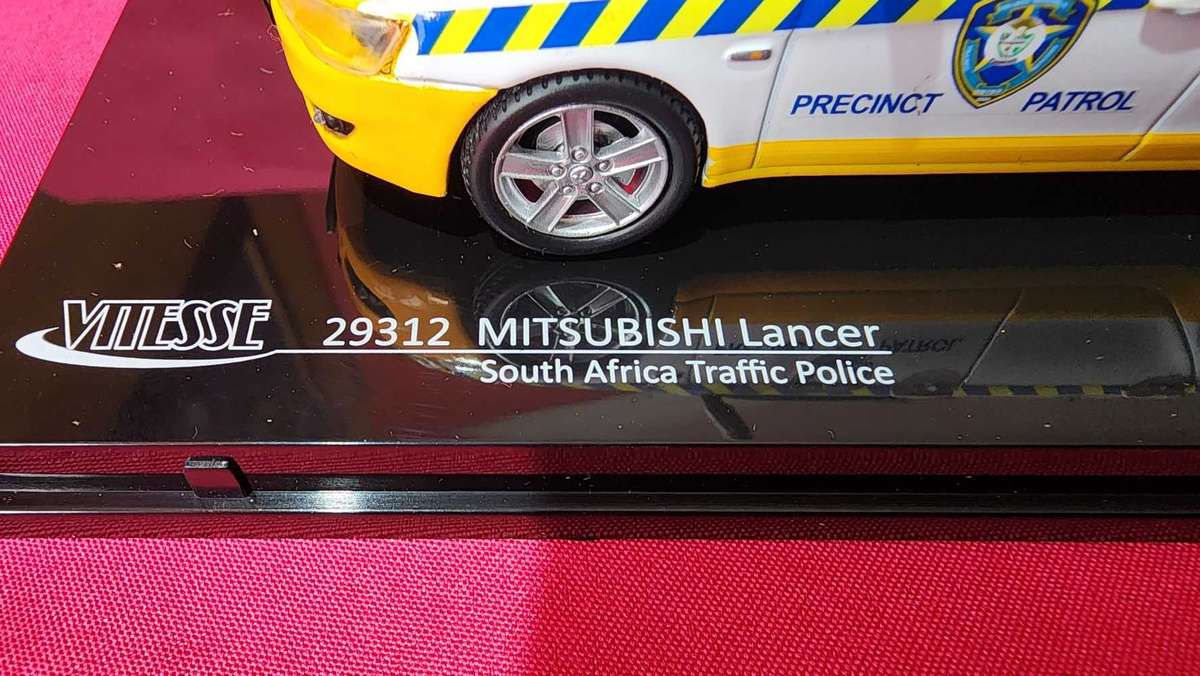 PRECINCT PATROL
VITESSE 29312 MITSUBISHI Lancer
South Africa Traffic Police